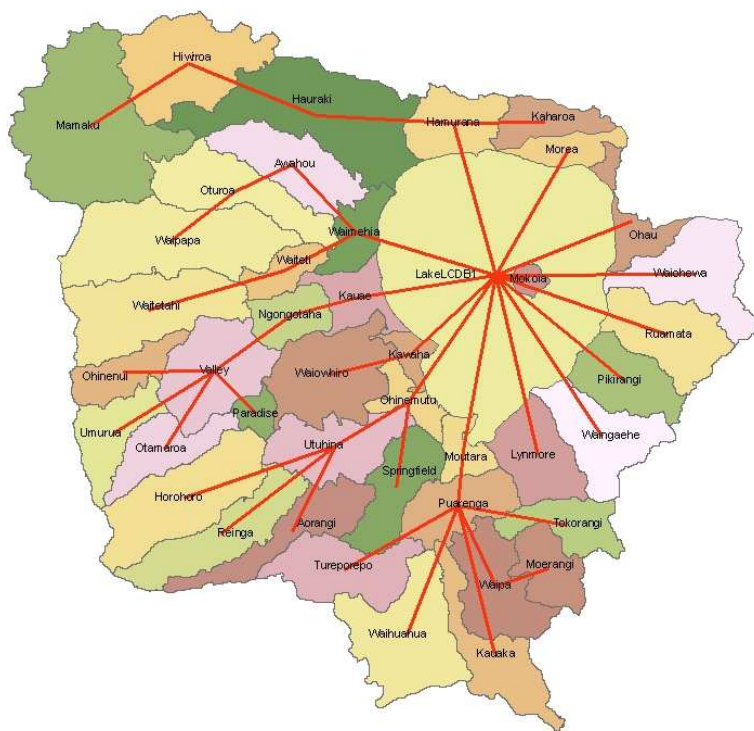 Hiwiroa
Hauraki
Mamaku
Hamurana
Kaharoa
Morea
Awahou
Oturoa
Waimehia
Waipapa
Ohau
Waiteti
LakeLCDB1
Mokoia
Waiohewa
Kauae
Waitetahi
Ngongotaha
Ruamata
Kawaha
Valley
Waiowhiro
Ohinenui
Pikirangi
Ohinemutu
Paradise
Umurua
Waingaehe
Otamaroa
Utuhina
Moutara
Lynmore
Springfield
Horohoro
Puarenga
Reinga
Aorangi
Tokorangi
Tureporepo
Moerangi
Waipa
Waihuahua
Kauaka